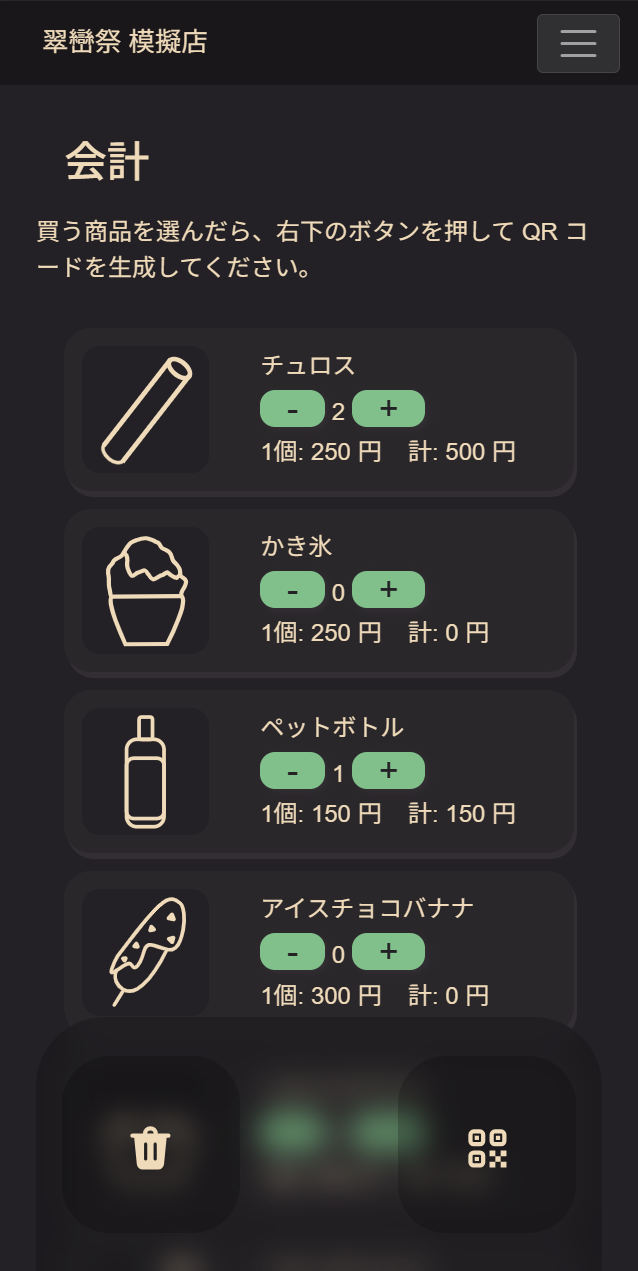 翠巒祭 模擬店
会計
買う商品を選んだら、右下のボタンを押して QR コ
ードを生成してください。
チュロス
- 2 +
1個: 250 円 計: 500 円
かき氷
- 0 +
1個: 250 円 計: 0 円
ペットボトル
- 1 +
1個: 150 円 計: 150 円
アイスチョコバナナ
- 0 +
1個: 300 円 計: 0 円